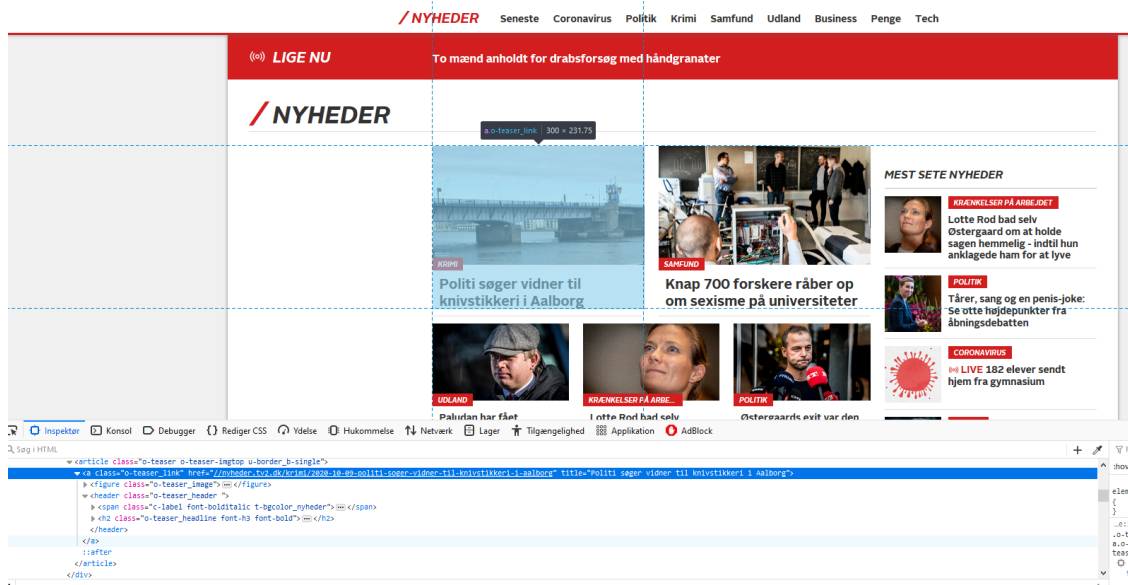 NYHEDER Seneste Coronavirus Politik Krimi Samfund Udland Business Penge Tech
LIGE NU To mænd anholdt for drabsforsøg med håndgranater
NYHEDER
a.o-teaser_link 300 × 231.75
KRIMI
Politi søger vidner til
knivstikkeri i Aalborg
SAMFUND
Knap 700 forskere råber op
om sexisme på universiteter
UDLAND
Paludan har fået
KRÆNKELSER PÅ ARBE...
Lotte Rod bad selv
POLITIK
Østergaards exit var den
MEST SETE NYHEDER
KRÆNKELSER PÅ ARBEJDET
Lotte Rod bad selv
Østergaard om at holde
sagen hemmelig - indtil hun
anklagede ham for at lyve
POLITIK
Tårer, sang og en penis-joke:
Se otte højdepunkter fra
åbningsdebatten
CORONAVIRUS
LIVE 182 elever sendt
hjem fra gymnasium
Inspektør Konsol Debugger Rediger CSS Ydelse Hukommelse Netværk Lager Tilgængelighed Applikation AdBlock
Søg i HTML
<article class="o-teaser o-teaser-imgtop u-border_b-single">
<a class="o-teaser_link" href="//nyheder.tv2.dk/krimi/2020-10-09-politi-soger-vidner-til-knivstikkeri-i-aalborg" title="Politi søger vidner til knivstikkeri i Aalborg">
<figure class="o-teaser_image">…</figure>
<header class="o-teaser_header ">
<span class="c-label font-bolditalic t-bgcolor_nyheder">…</span>
<h2 class="o-teaser_headline font-h3 font-bold">…</h2>
</header>
</a>
::after
</article>
</div>
:hov
elem
{
}
.o-t
a.o-
teas